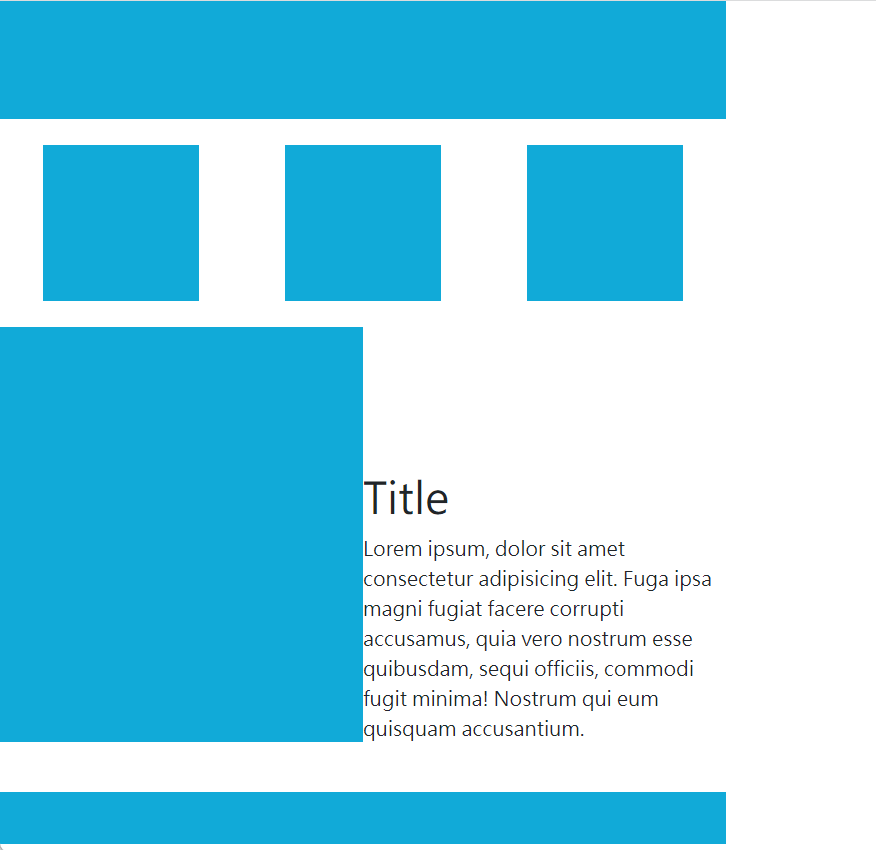 Title
Lorem ipsum, dolor sit amet
consectetur adipisicing elit. Fuga ipsa
magni fugiat facere corrupti
accusamus, quia vero nostrum esse
quibusdam, sequi officiis, commodi
fugit minima! Nostrum qui eum
quisquam accusantium.